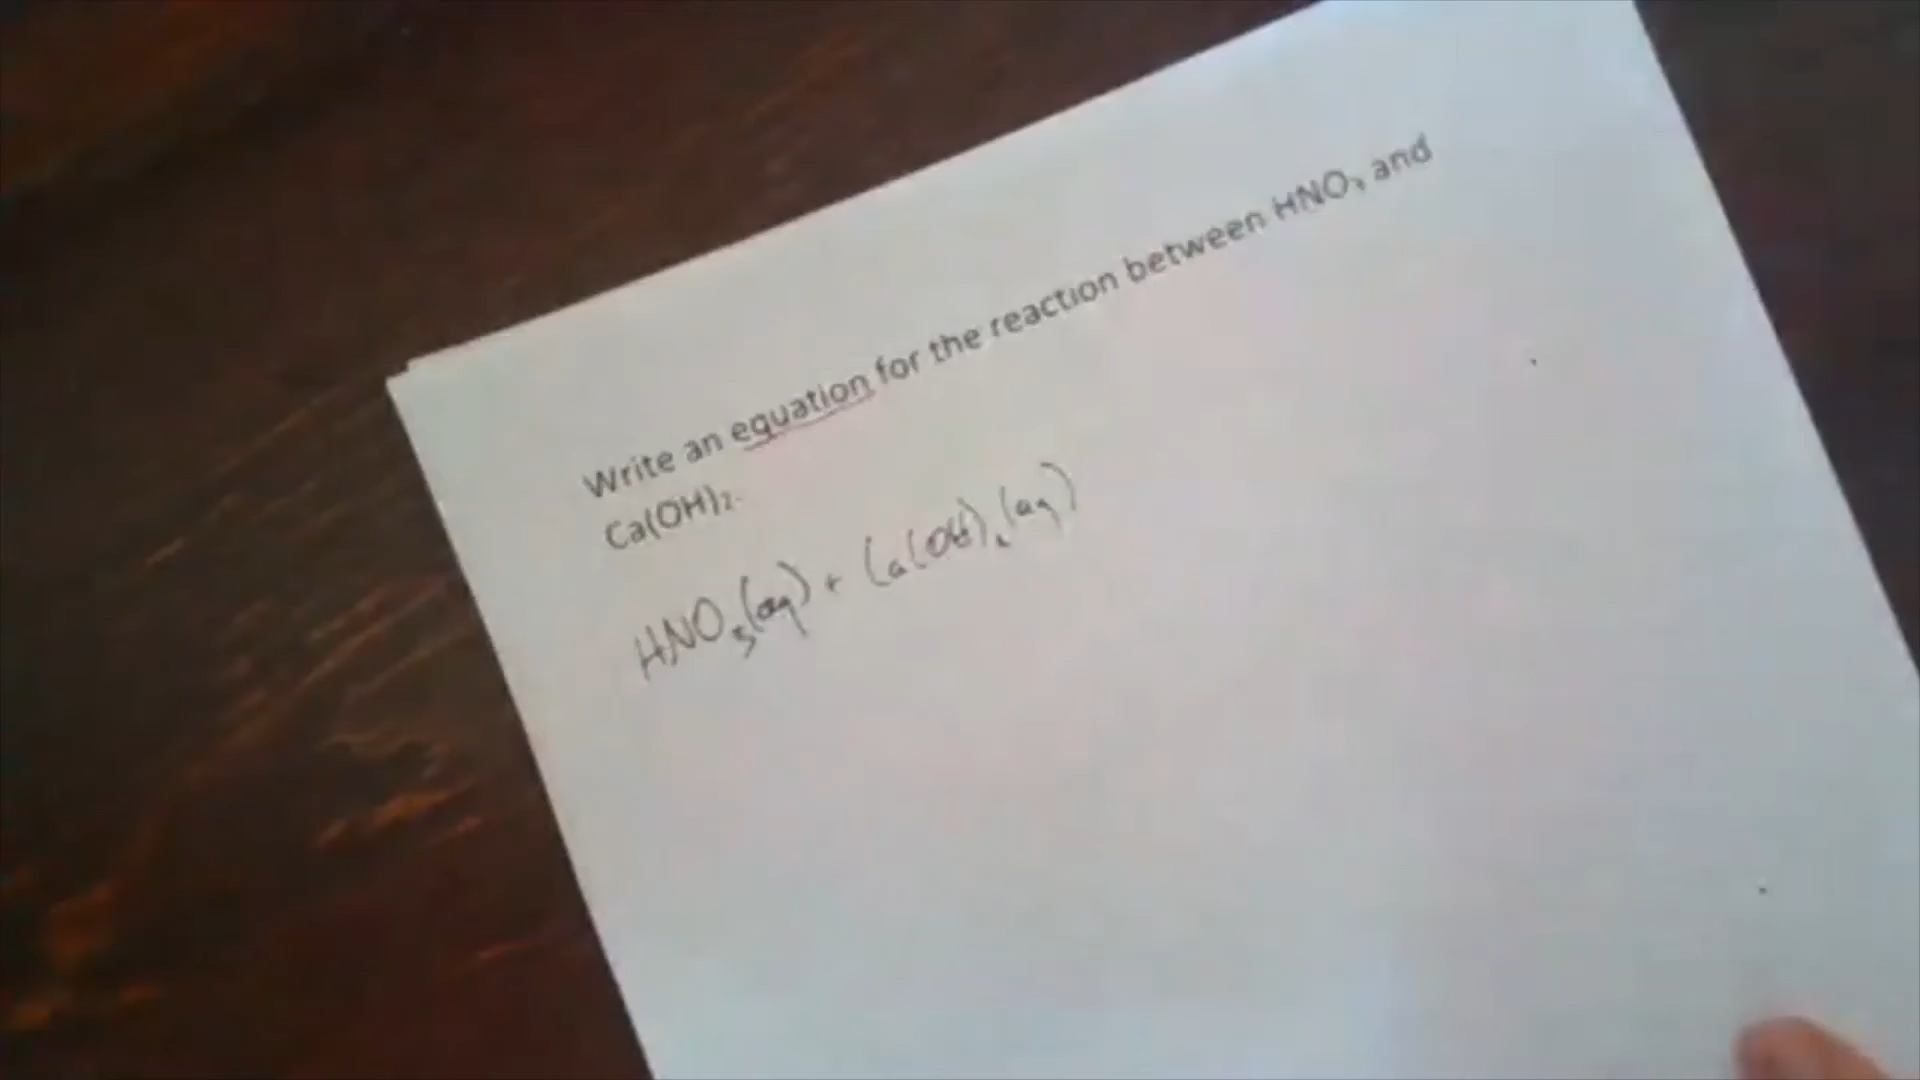 Write an equation for the reaction between HNO₃ and
Ca(OH)₂.
HNO₃(aq) + Ca(OH)₂(aq)